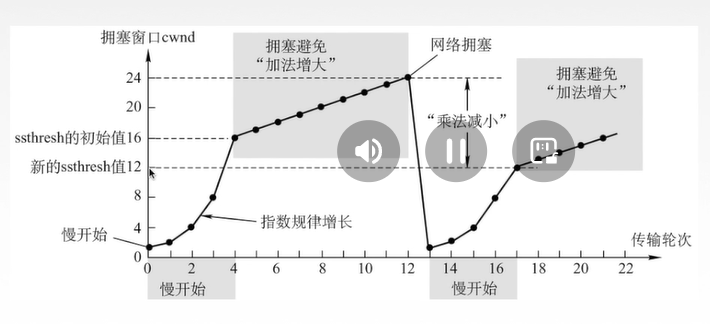 拥塞窗口cwnd
拥塞避免
“加法增大”
网络拥塞
拥塞避免
“加法增大”
24
20
ssthresh的初始值16
“乘法减小”
新的ssthresh值12
8
指数规律增长
慢开始
4
传输轮次
0
0 2 4 6 8 10 12 14 16 18 20 22
慢开始
慢开始